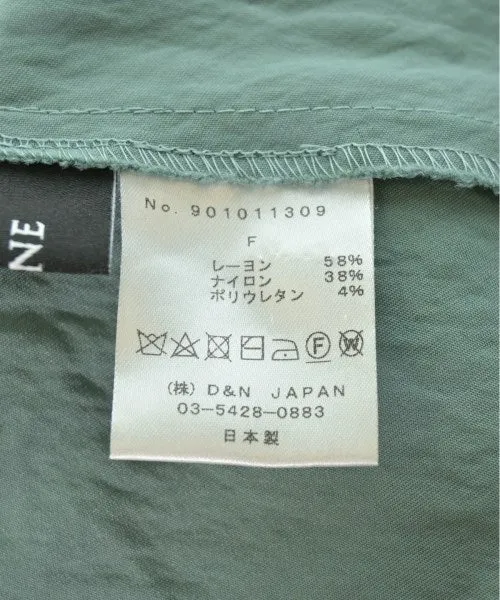 NE
No. 901011309
F
レーヨン 58%
ナイロン 38%
ポリウレタン 4%
F W
(株) D&N JAPAN
03-5428-0883
日本製